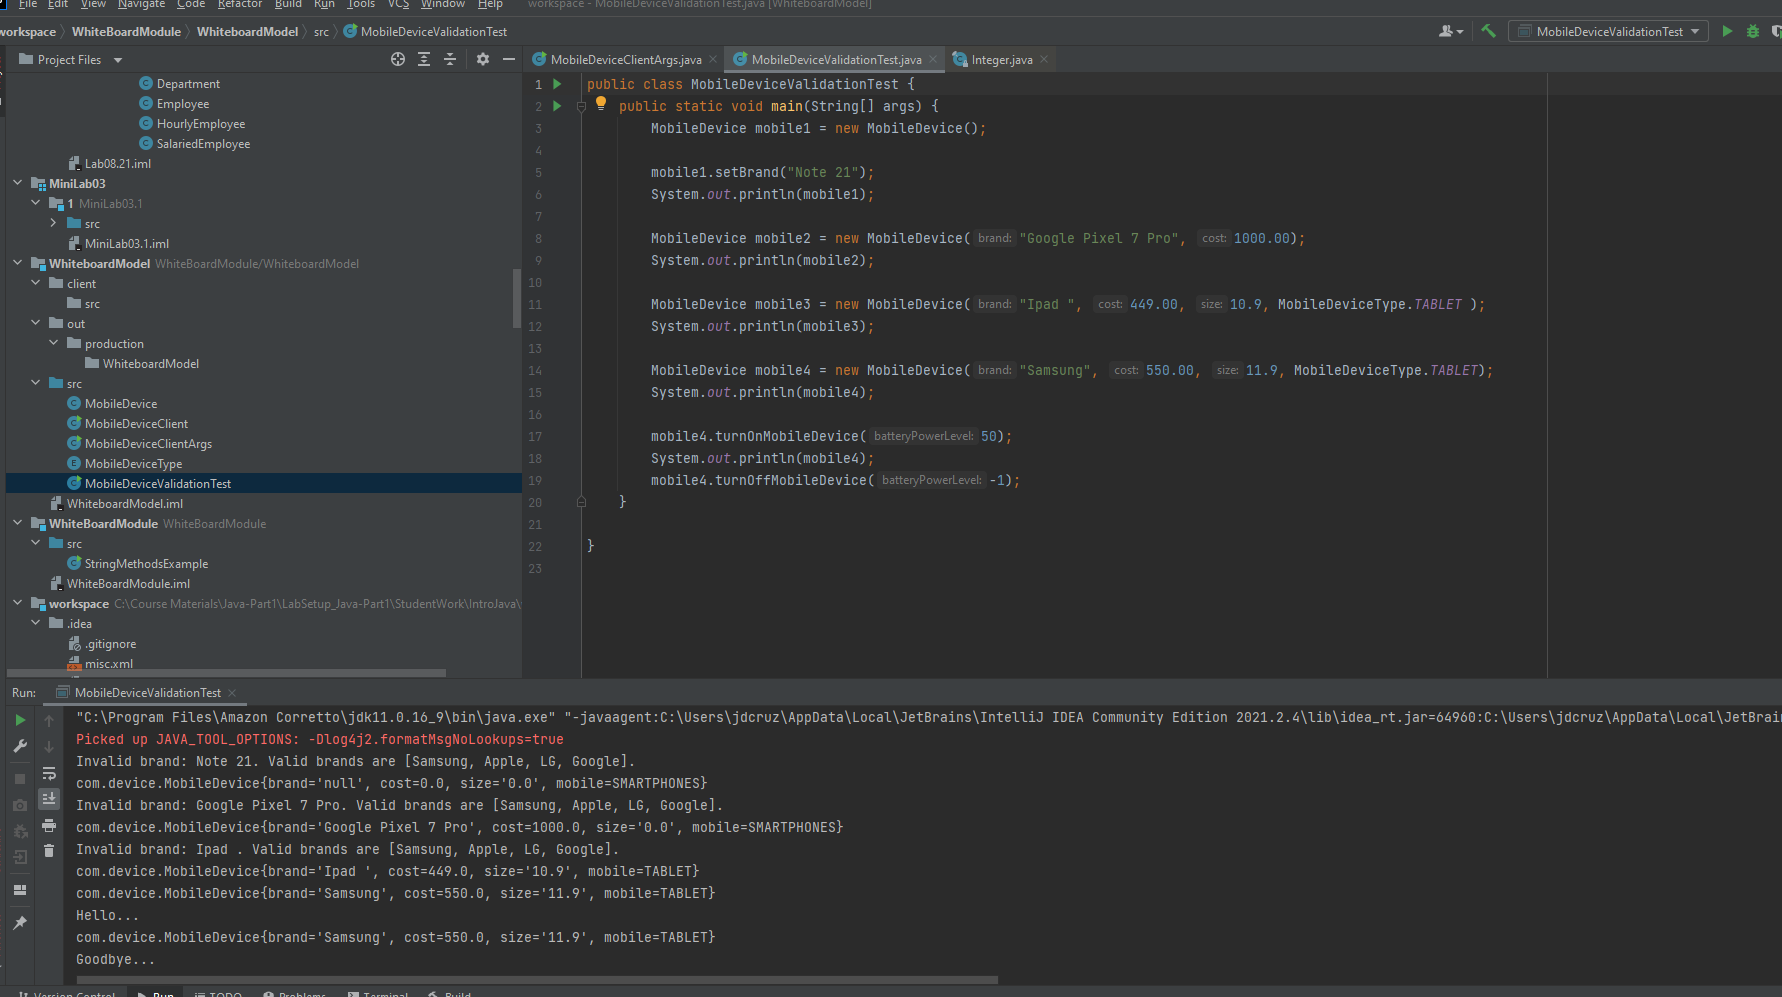 File Edit View Navigate Code Refactor Build Run Tools VCS Window Help workspace - MobileDeviceValidationTest.java [WhiteboardModel]
workspace WhiteBoardModule WhiteboardModel src MobileDeviceValidationTest
MobileDeviceValidationTest
Project Files
MobileDeviceClientArgs.java MobileDeviceValidationTest.java Integer.java
Department
Employee
HourlyEmployee
SalariedEmployee
Lab08.21.iml
MiniLab03
1 MiniLab03.1
src
MiniLab03.1.iml
WhiteboardModel WhiteBoardModule/WhiteboardModel
client
src
out
production
WhiteboardModel
src
MobileDevice
MobileDeviceClient
MobileDeviceClientArgs
MobileDeviceType
MobileDeviceValidationTest
WhiteboardModel.iml
WhiteBoardModule WhiteBoardModule
src
StringMethodsExample
WhiteBoardModule.iml
workspace C:\Course Materials\Java-Part1\LabSetup_Java-Part1\StudentWork\IntroJava\
.idea
.gitignore
misc.xml
1 public class MobileDeviceValidationTest {
2 public static void main(String[] args) {
3 MobileDevice mobile1 = new MobileDevice();
4
5 mobile1.setBrand("Note 21");
6 System.out.println(mobile1);
7
8 MobileDevice mobile2 = new MobileDevice( brand: "Google Pixel 7 Pro", cost: 1000.00);
9 System.out.println(mobile2);
10
11 MobileDevice mobile3 = new MobileDevice( brand: "Ipad ", cost: 449.00, size: 10.9, MobileDeviceType.TABLET );
12 System.out.println(mobile3);
13
14 MobileDevice mobile4 = new MobileDevice( brand: "Samsung", cost: 550.00, size: 11.9, MobileDeviceType.TABLET);
15 System.out.println(mobile4);
16
17 mobile4.turnOnMobileDevice( batteryPowerLevel: 50);
18 System.out.println(mobile4);
19 mobile4.turnOffMobileDevice( batteryPowerLevel: -1);
20 }
21
22 }
23
Run: MobileDeviceValidationTest
"C:\Program Files\Amazon Corretto\jdk11.0.16_9\bin\java.exe" "-javaagent:C:\Users\jdcruz\AppData\Local\JetBrains\IntelliJ IDEA Community Edition 2021.2.4\lib\idea_rt.jar=64960:C:\Users\jdcruz\AppData\Local\JetBrain
Picked up JAVA_TOOL_OPTIONS: -Dlog4j2.formatMsgNoLookups=true
Invalid brand: Note 21. Valid brands are [Samsung, Apple, LG, Google].
com.device.MobileDevice{brand='null', cost=0.0, size='0.0', mobile=SMARTPHONES}
Invalid brand: Google Pixel 7 Pro. Valid brands are [Samsung, Apple, LG, Google].
com.device.MobileDevice{brand='Google Pixel 7 Pro', cost=1000.0, size='0.0', mobile=SMARTPHONES}
Invalid brand: Ipad . Valid brands are [Samsung, Apple, LG, Google].
com.device.MobileDevice{brand='Ipad ', cost=449.0, size='10.9', mobile=TABLET}
com.device.MobileDevice{brand='Samsung', cost=550.0, size='11.9', mobile=TABLET}
Hello...
com.device.MobileDevice{brand='Samsung', cost=550.0, size='11.9', mobile=TABLET}
Goodbye...
Version Control Run TODO Problems Terminal Build